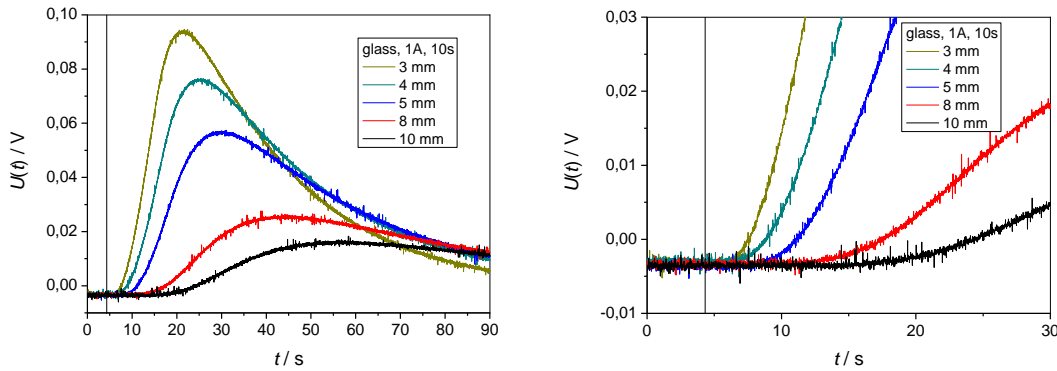 0,10
0,08
0,06
0,04
0,02
0,00
U(t) / V
glass, 1A, 10s
3 mm
4 mm
5 mm
8 mm
10 mm
0 10 20 30 40 50 60 70 80 90
t / s
0,03
0,02
0,01
0,00
-0,01
U(t) / V
glass, 1A, 10s
3 mm
4 mm
5 mm
8 mm
10 mm
0 10 20 30
t / s